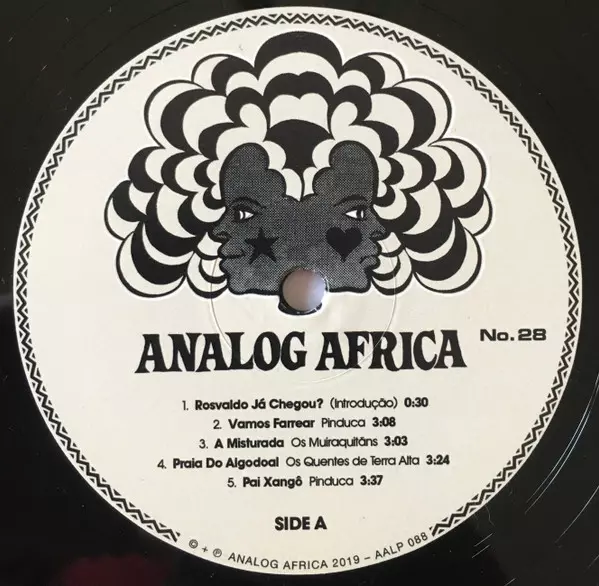 ANALOG AFRICA No.28
1. Rosvaldo Já Chegou? (Introdução) 0:30
2. Vamos Farrear Pinduca 3:08
3. A Misturada Os Muiraquitãns 3:03
4. Praia Do Algodoal Os Quentes de Terra Alta 3:24
5. Pai Xangô Pinduca 3:37
SIDE A
© + ℗ ANALOG AFRICA 2019 – AALP 088